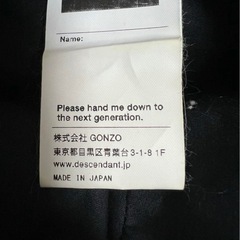 Name:
Please hand me down to
the next generation.
株式会社 GONZO
東京都目黒区青葉台3-1-8 1F
www.descendant.jp
MADE IN JAPAN